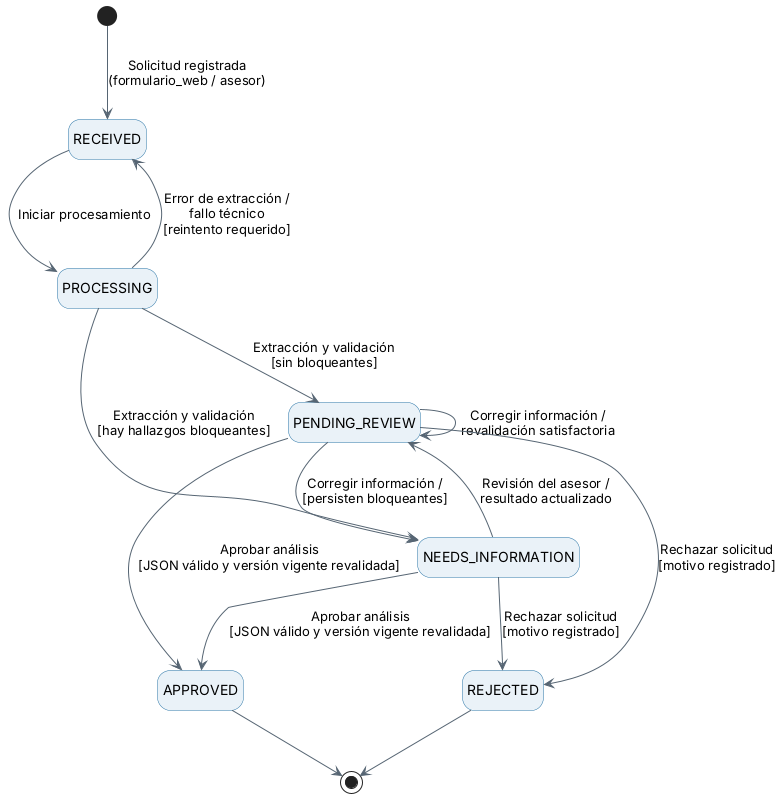 Solicitud registrada
(formulario_web / asesor)
RECEIVED
Iniciar procesamiento
Error de extracción /
fallo técnico
[reintento requerido]
PROCESSING
Extracción y validación
[sin bloqueantes]
Extracción y validación
[hay hallazgos bloqueantes]
PENDING_REVIEW
Corregir información /
revalidación satisfactoria
Corregir información /
[persisten bloqueantes]
Revisión del asesor /
resultado actualizado
Aprobar análisis
[JSON válido y versión vigente revalidada]
NEEDS_INFORMATION
Rechazar solicitud
[motivo registrado]
Aprobar análisis
[JSON válido y versión vigente revalidada]
Rechazar solicitud
[motivo registrado]
APPROVED
REJECTED